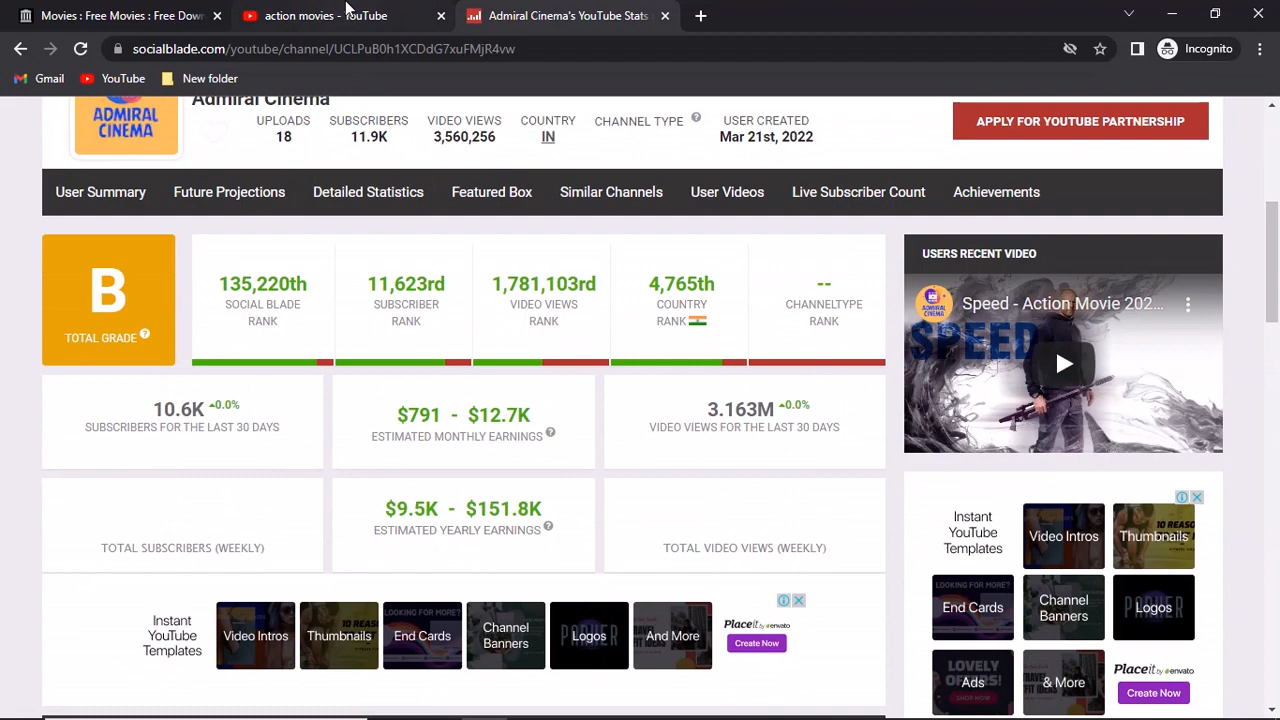 Movies : Free Movies : Free Dow
action movies - YouTube
Admiral Cinema's YouTube Stats
socialblade.com/youtube/channel/UCLPuB0h1XCDdG7xuFMjR4vw
Incognito
Gmail
YouTube
New folder
ADMIRAL
CINEMA
Admiral Cinema
UPLOADS
18
SUBSCRIBERS
11.9K
VIDEO VIEWS
3,560,256
COUNTRY
IN
CHANNEL TYPE
USER CREATED
Mar 21st, 2022
APPLY FOR YOUTUBE PARTNERSHIP
User Summary
Future Projections
Detailed Statistics
Featured Box
Similar Channels
User Videos
Live Subscriber Count
Achievements
B
TOTAL GRADE
135,220th
SOCIAL BLADE
RANK
11,623rd
SUBSCRIBER
RANK
1,781,103rd
VIDEO VIEWS
RANK
4,765th
COUNTRY
RANK
--
CHANNELTYPE
RANK
USERS RECENT VIDEO
Speed - Action Movie 202...
SPEED
10.6K 0.0%
SUBSCRIBERS FOR THE LAST 30 DAYS
$791 - $12.7K
ESTIMATED MONTHLY EARNINGS
3.163M 0.0%
VIDEO VIEWS FOR THE LAST 30 DAYS
TOTAL SUBSCRIBERS (WEEKLY)
$9.5K - $151.8K
ESTIMATED YEARLY EARNINGS
TOTAL VIDEO VIEWS (WEEKLY)
Instant
YouTube
Templates
Video Intros
Thumbnails
End Cards
Channel
Banners
Logos
And More
Placeit by envato
Create Now
Instant
YouTube
Templates
Video Intros
Thumbnails
End Cards
Channel
Banners
Logos
Ads
& More
Placeit by envato
Create Now